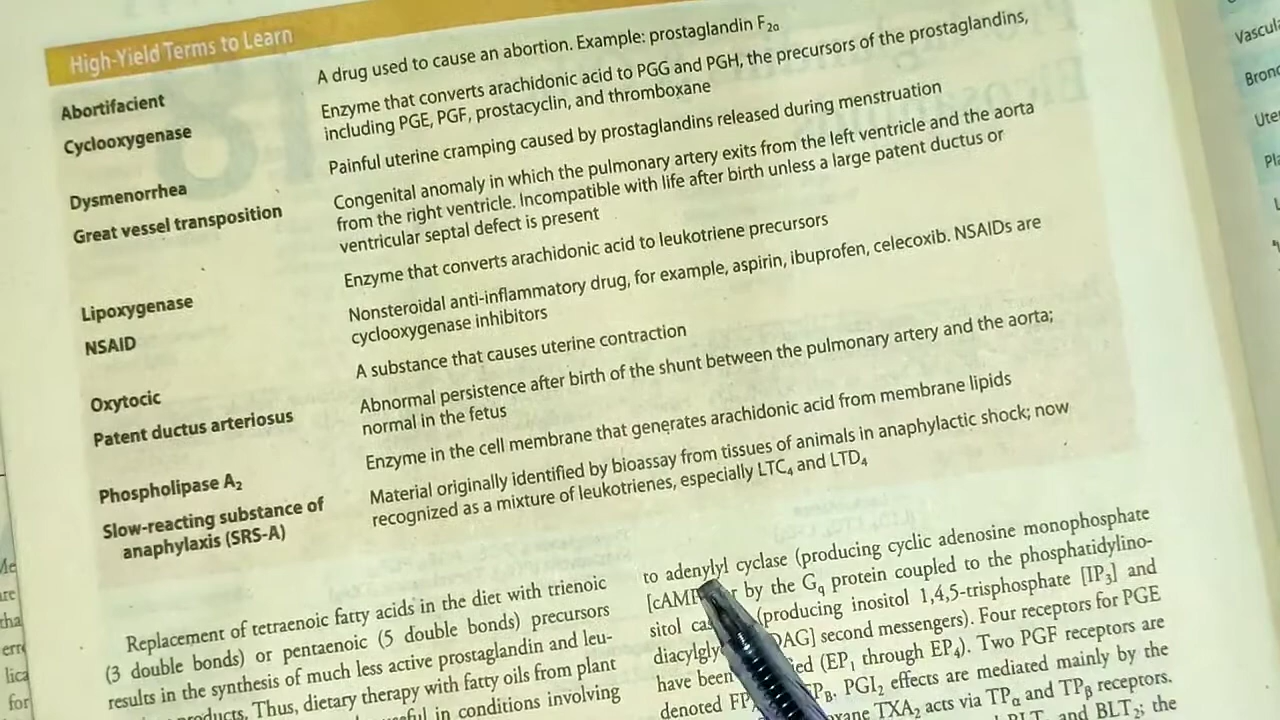 High-Yield Terms to Learn
Abortifacient
A drug used to cause an abortion. Example: prostaglandin F2α
Cyclooxygenase
Enzyme that converts arachidonic acid to PGG and PGH, the precursors of the prostaglandins,
including PGE, PGF, prostacyclin, and thromboxane
Dysmenorrhea
Painful uterine cramping caused by prostaglandins released during menstruation
Great vessel transposition
Congenital anomaly in which the pulmonary artery exits from the left ventricle and the aorta
from the right ventricle. Incompatible with life after birth unless a large patent ductus or
ventricular septal defect is present
Lipoxygenase
Enzyme that converts arachidonic acid to leukotriene precursors
NSAID
Nonsteroidal anti-inflammatory drug, for example, aspirin, ibuprofen, celecoxib. NSAIDs are
cyclooxygenase inhibitors
Oxytocic
A substance that causes uterine contraction
Patent ductus arteriosus
Abnormal persistence after birth of the shunt between the pulmonary artery and the aorta;
normal in the fetus
Phospholipase A2
Enzyme in the cell membrane that generates arachidonic acid from membrane lipids
Slow-reacting substance of
anaphylaxis (SRS-A)
Material originally identified by bioassay from tissues of animals in anaphylactic shock; now
recognized as a mixture of leukotrienes, especially LTC4 and LTD4
Replacement of tetraenoic fatty acids in the diet with trienoic
(3 double bonds) or pentaenoic (5 double bonds) precursors
results in the synthesis of much less active prostaglandin and leu-
products. Thus, dietary therapy with fatty oils from plant
in conditions involving
to adenylyl cyclase (producing cyclic adenosine monophosphate
[cAMP by the Gq protein coupled to the phosphatidylino-
sitol (producing inositol 1,4,5-trisphosphate [IP3] and
DAG] second messengers). Four receptors for PGE
have been (EP1 through EP4). Two PGF receptors are
denoted PGI2 effects are mediated mainly by the
TXA2 acts via TPα and TPβ receptors.
and BLT2; the